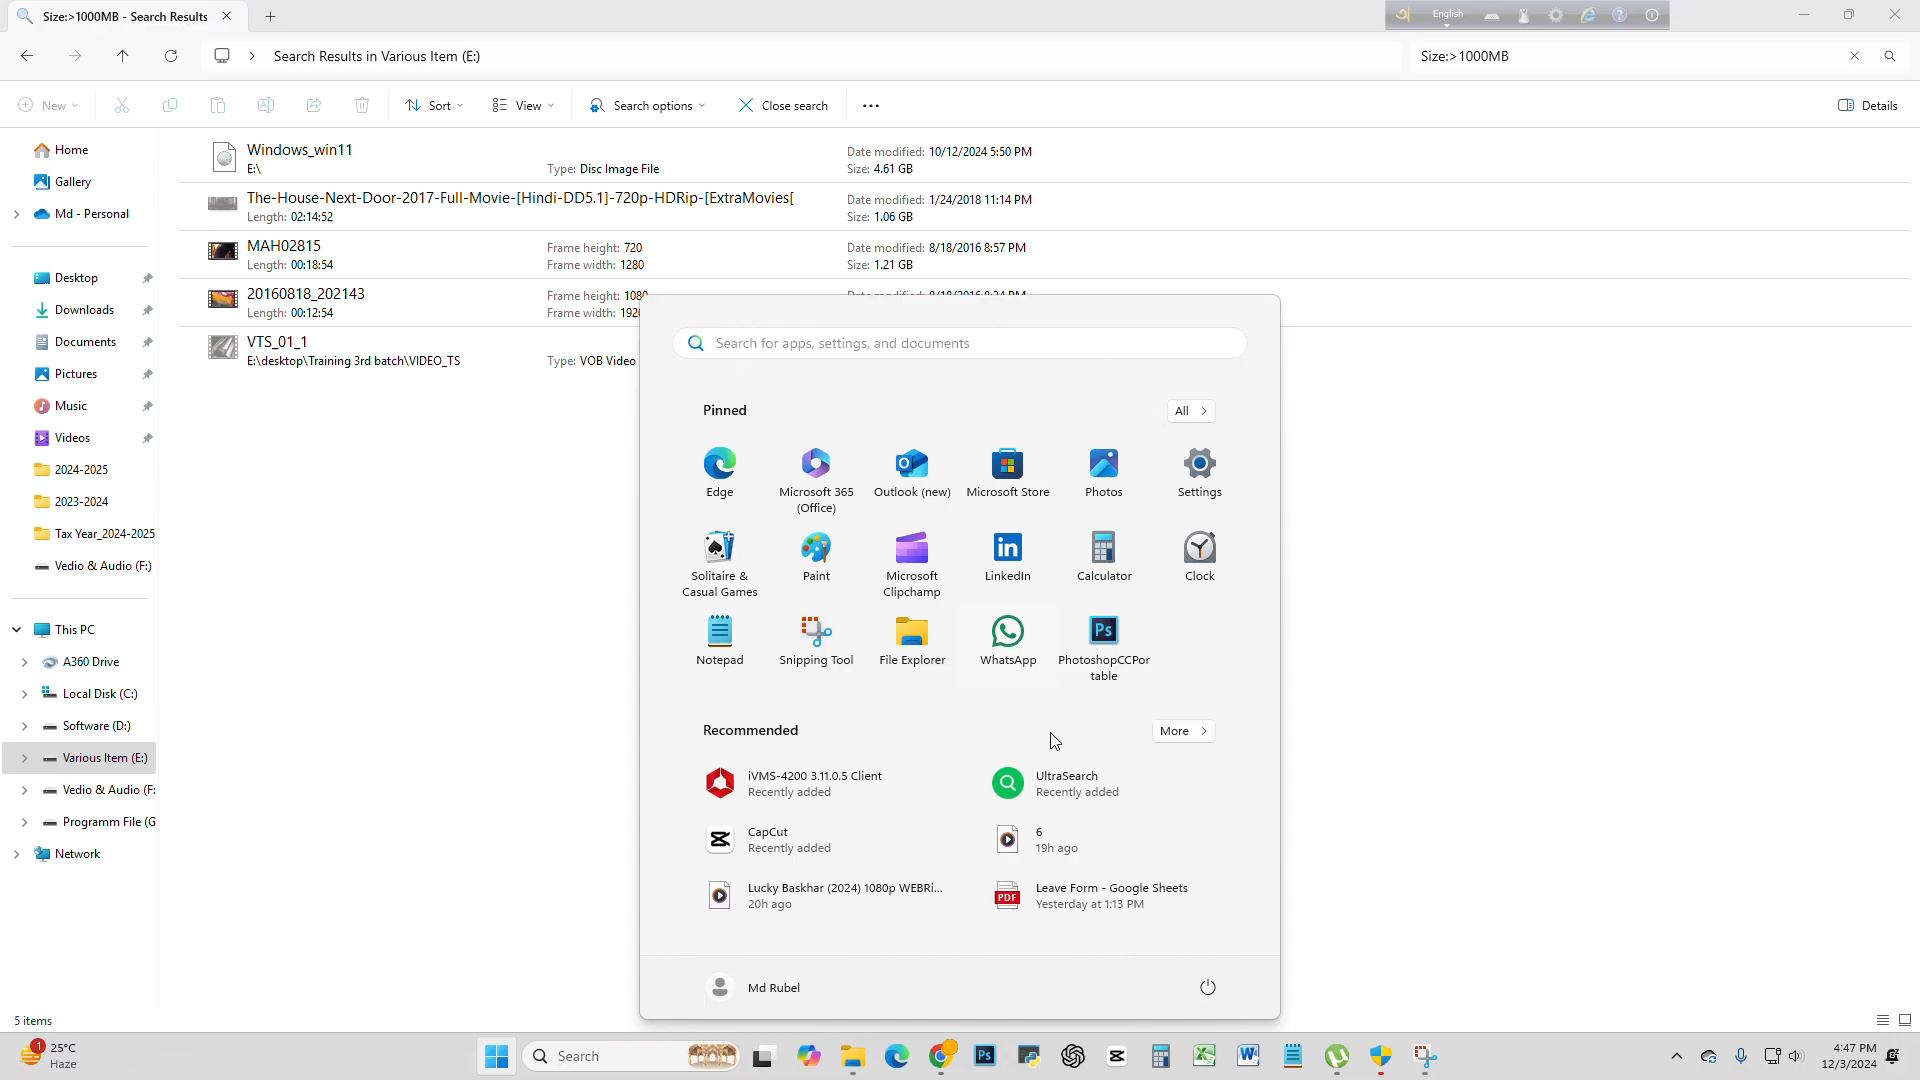 Size:>1000MB - Search Results
English
Search Results in Various Item (E:)
Size:>1000MB
New
Sort
View
Search options
Close search
Details
Home
Gallery
Md - Personal
Desktop
Downloads
Documents
Pictures
Music
Videos
2024-2025
2023-2024
Tax Year_2024-2025
Vedio & Audio (F:)
This PC
A360 Drive
Local Disk (C:)
Software (D:)
Various Item (E:)
Vedio & Audio (F:
Programm File (G
Network
Windows_win11
E:\
Type: Disc Image File
Date modified: 10/12/2024 5:50 PM
Size: 4.61 GB
The-House-Next-Door-2017-Full-Movie-[Hindi-DD5.1]-720p-HDRip-[ExtraMovies[
Length: 02:14:52
Date modified: 1/24/2018 11:14 PM
Size: 1.06 GB
MAH02815
Length: 00:18:54
Frame height: 720
Frame width: 1280
Date modified: 8/18/2016 8:57 PM
Size: 1.21 GB
20160818_202143
Length: 00:12:54
Frame height: 1080
Frame width: 192
VTS_01_1
E:\desktop\Training 3rd batch\VIDEO_TS
Type: VOB Video
Search for apps, settings, and documents
Pinned
All
Edge
Microsoft 365
(Office)
Outlook (new)
Microsoft Store
Photos
Settings
Solitaire &
Casual Games
Paint
Microsoft
Clipchamp
LinkedIn
Calculator
Clock
Notepad
Snipping Tool
File Explorer
WhatsApp
PhotoshopCCPor
table
Recommended
More
iVMS-4200 3.11.0.5 Client
Recently added
UltraSearch
Recently added
CapCut
Recently added
6
19h ago
Lucky Baskhar (2024) 1080p WEBRi...
20h ago
Leave Form - Google Sheets
Yesterday at 1:13 PM
Md Rubel
5 items
1
25°C
Haze
Search
4:47 PM
12/3/2024